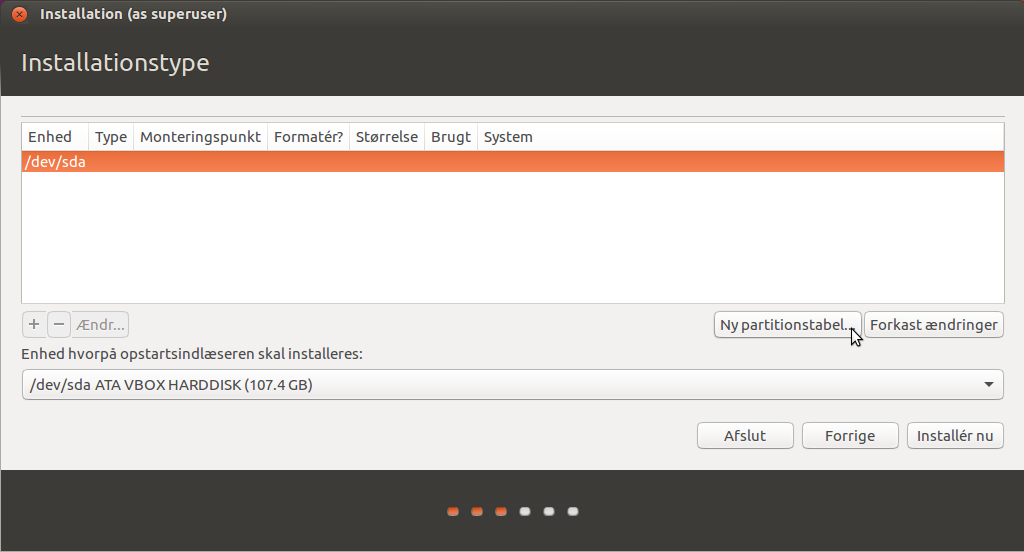 Installation (as superuser)
Installationstype
Enhed Type Monteringspunkt Formatér? Størrelse Brugt System
/dev/sda
+ − Ændr... Ny partitionstabel... Forkast ændringer
Enhed hvorpå opstartsindlæseren skal installeres:
/dev/sda ATA VBOX HARDDISK (107.4 GB)
Afslut Forrige Installér nu